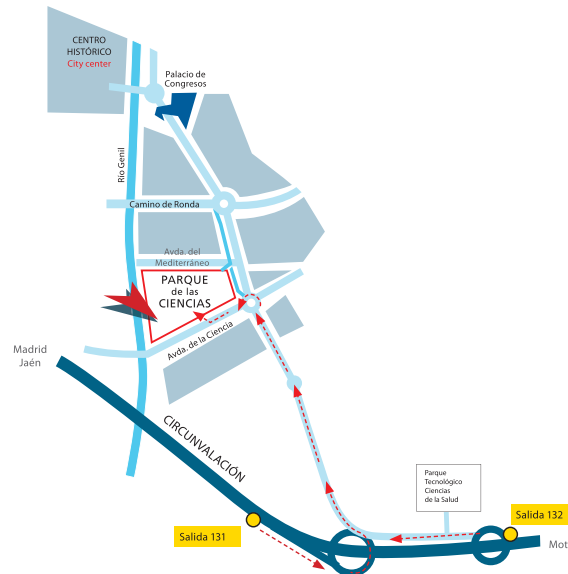 CENTRO
HISTÓRICO
City center
Palacio de
Congresos
Río Genil
Camino de Ronda
Avda. del
Mediterráneo
PARQUE
de las
CIENCIAS
Avda. de la Ciencia
Madrid
Jaén
CIRCUNVALACIÓN
Parque
Tecnológico
Ciencias
de la Salud
Salida 132
Salida 131
Mot